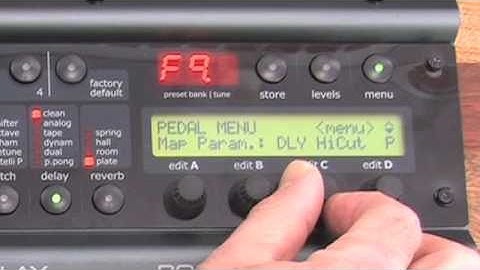 F9.
4
factory
default
preset bank | tune
store
levels
menu
clean
analog
tape
dynam
dual
p.pong
spring
hall
room
plate
PEDAL MENU <menu>
Map Param.: DLY HiCut P
edit A
edit B
edit C
edit D
delay
reverb